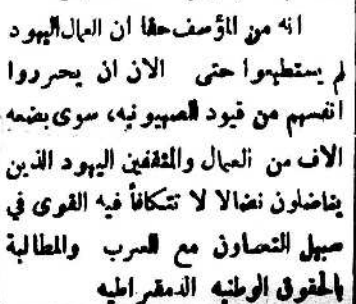 انه من المؤسف حقا ان العمال اليهود
لم يستطيعوا حتى الان ان يحرروا
انفسهم من قيود الصهيونيه، سوى بضعه
الاف من العمال والمثقفين اليهود الذين
يناضلون نضالا لا تتكافأ فيه القوى في
سبيل التعاون مع العرب والمطالبة
بالحقوق الوطنيه الدمقراطيه